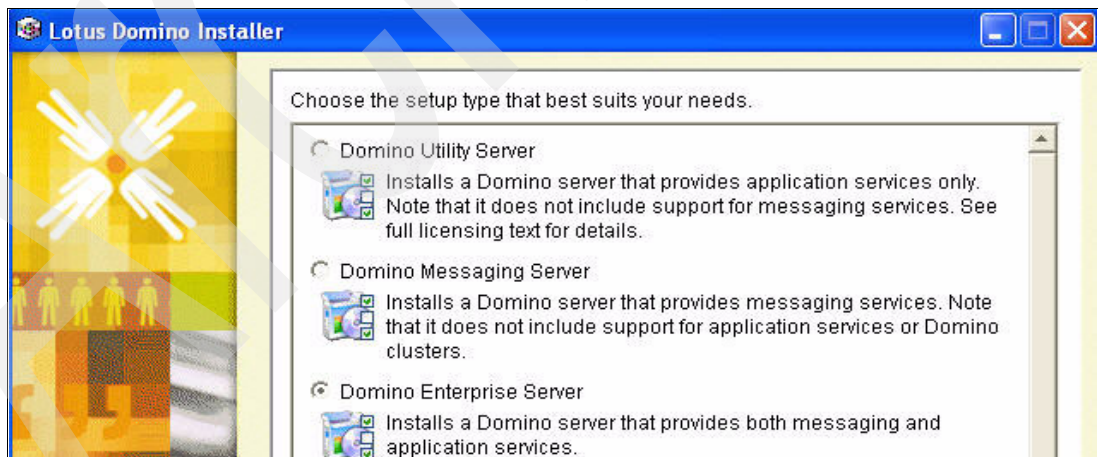 Lotus Domino Installer
Choose the setup type that best suits your needs.
Domino Utility Server
Installs a Domino server that provides application services only.
Note that it does not include support for messaging services. See
full licensing text for details.
Domino Messaging Server
Installs a Domino server that provides messaging services. Note
that it does not include support for application services or Domino
clusters.
Domino Enterprise Server
Installs a Domino server that provides both messaging and
application services.